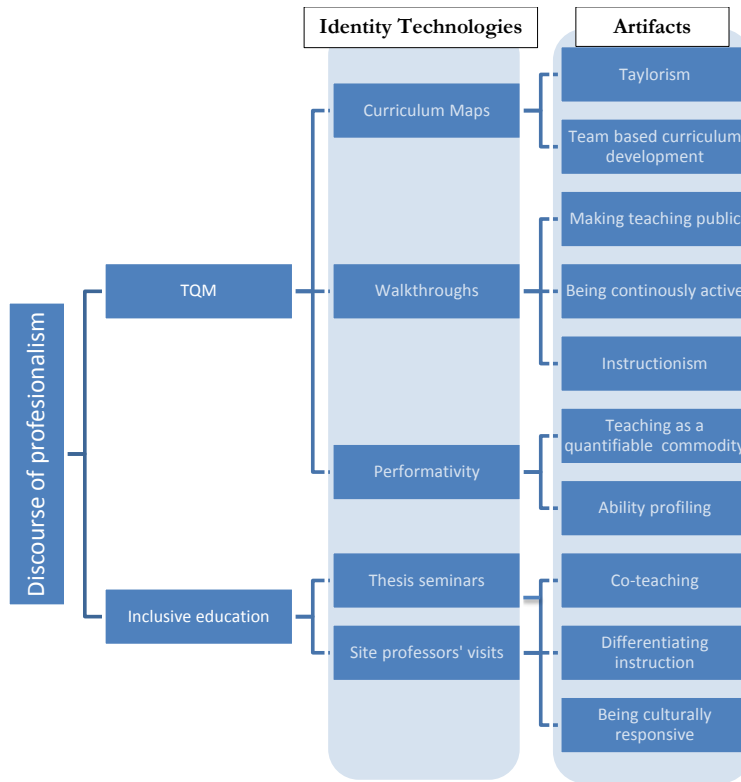 Identity Technologies
Artifacts
Discourse of profesionalism
TQM
Inclusive education
Curriculum Maps
Walkthroughs
Performativity
Thesis seminars
Site professors' visits
Taylorism
Team based curriculum
development
Making teaching public
Being continously active
Instructionism
Teaching as a
quantifiable commodity
Ability profiling
Co-teaching
Differentiating
instruction
Being culturally
responsive